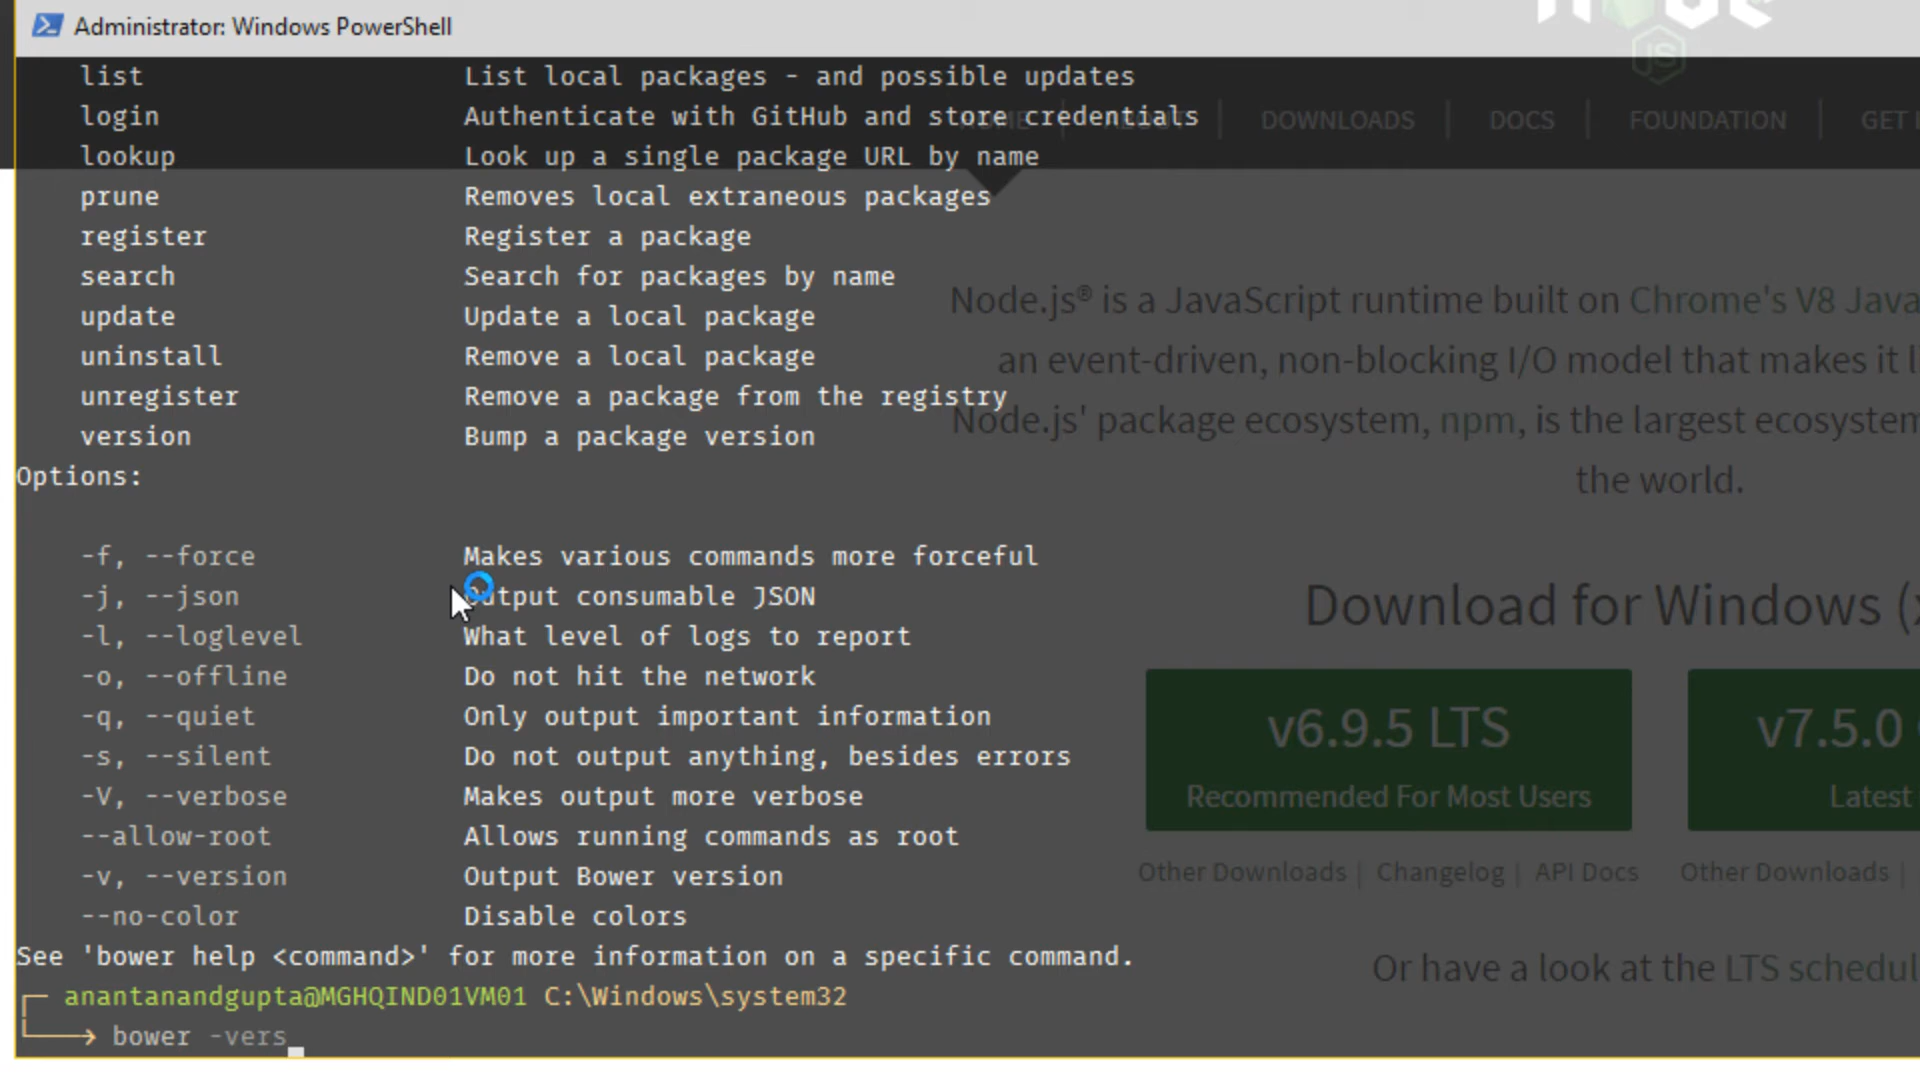 Administrator: Windows PowerShell
list List local packages - and possible updates
login Authenticate with GitHub and store credentials
lookup Look up a single package URL by name
prune Removes local extraneous packages
register Register a package
search Search for packages by name
update Update a local package
uninstall Remove a local package
unregister Remove a package from the registry
version Bump a package version
Options:
-f, --force Makes various commands more forceful
-j, --json Output consumable JSON
-l, --loglevel What level of logs to report
-o, --offline Do not hit the network
-q, --quiet Only output important information
-s, --silent Do not output anything, besides errors
-V, --verbose Makes output more verbose
--allow-root Allows running commands as root
-v, --version Output Bower version
--no-color Disable colors
See 'bower help <command>' for more information on a specific command.
anantanandgupta@MGHQIND01VM01 C:\Windows\system32
bower -vers
JS
HOME ABOUT DOWNLOADS DOCS FOUNDATION GET
Node.js® is a JavaScript runtime built on Chrome's V8 Java
an event-driven, non-blocking I/O model that makes it li
Node.js' package ecosystem, npm, is the largest ecosystem
the world.
Download for Windows (x
v6.9.5 LTS
Recommended For Most Users
v7.5.0
Latest
Other Downloads | Changelog | API Docs
Other Downloads |
Or have a look at the LTS schedul